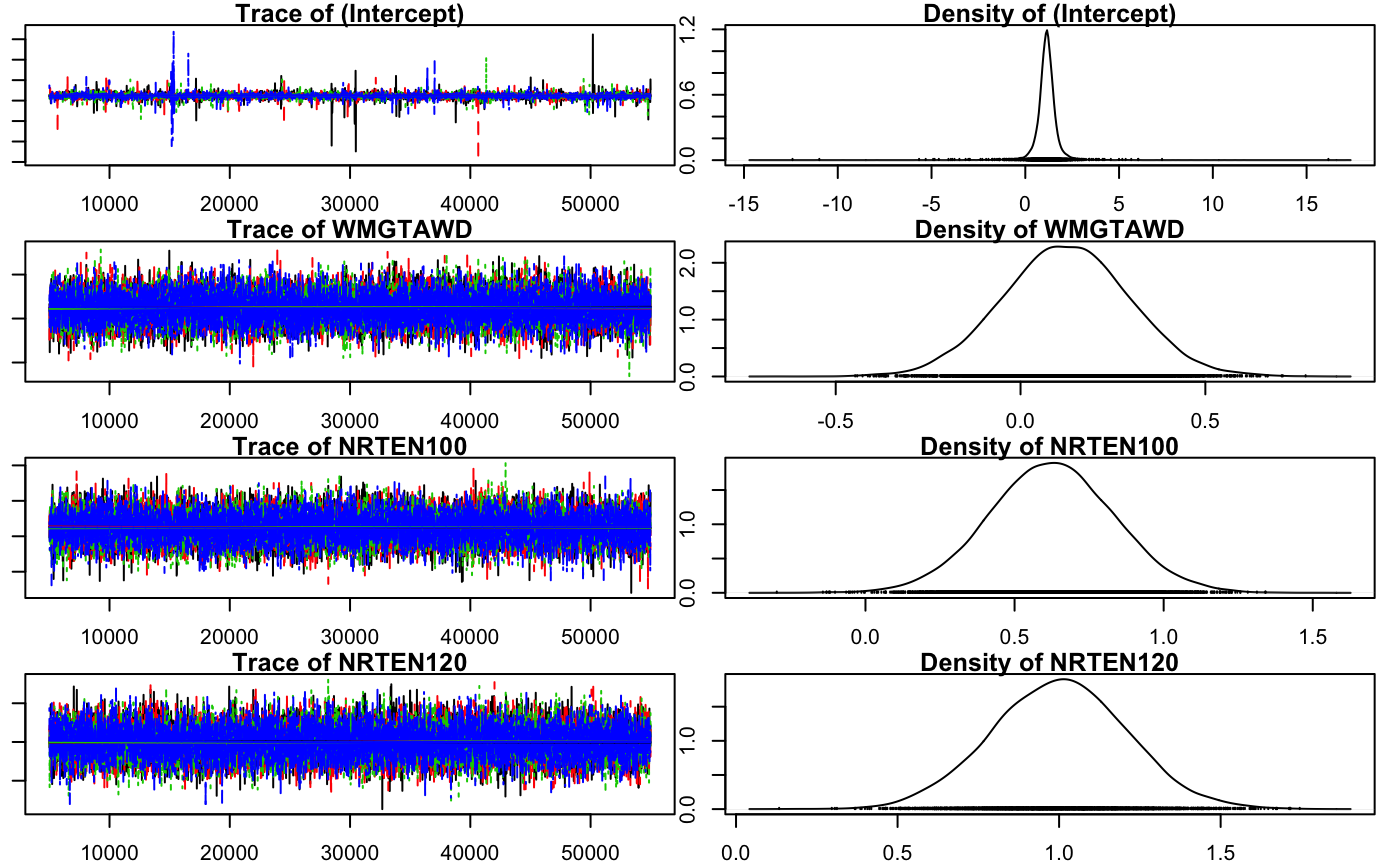 Trace of (Intercept)
Density of (Intercept)
0.0 0.6 1.2
10000 20000 30000 40000 50000
-15 -10 -5 0 5 10 15
Trace of WMGTAWD
Density of WMGTAWD
0.0 1.0 2.0
10000 20000 30000 40000 50000
-0.5 0.0 0.5
Trace of NRTEN100
Density of NRTEN100
0.0 1.0
10000 20000 30000 40000 50000
0.0 0.5 1.0 1.5
Trace of NRTEN120
Density of NRTEN120
0.0 1.0
10000 20000 30000 40000 50000
0.0 0.5 1.0 1.5